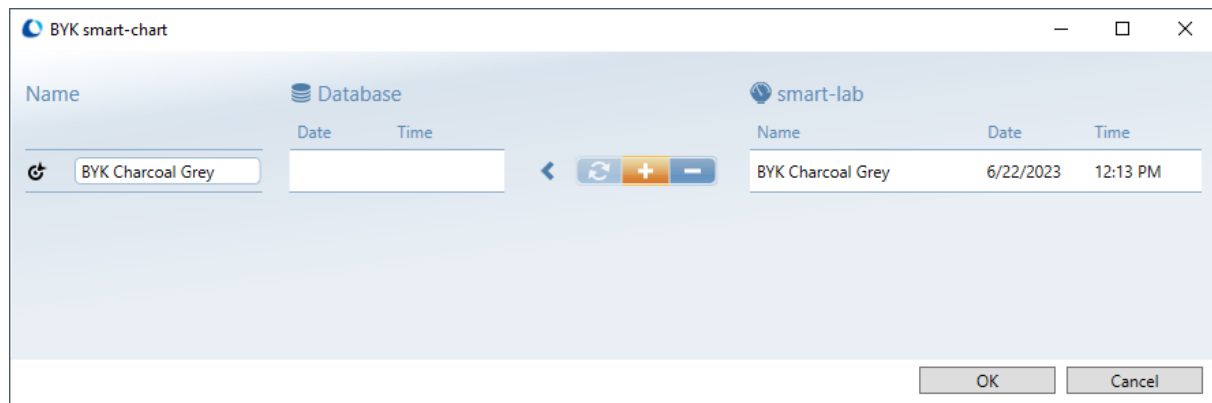 BYK smart-chart
Name Database smart-lab
Date Time Name Date Time
BYK Charcoal Grey BYK Charcoal Grey 6/22/2023 12:13 PM
OK Cancel